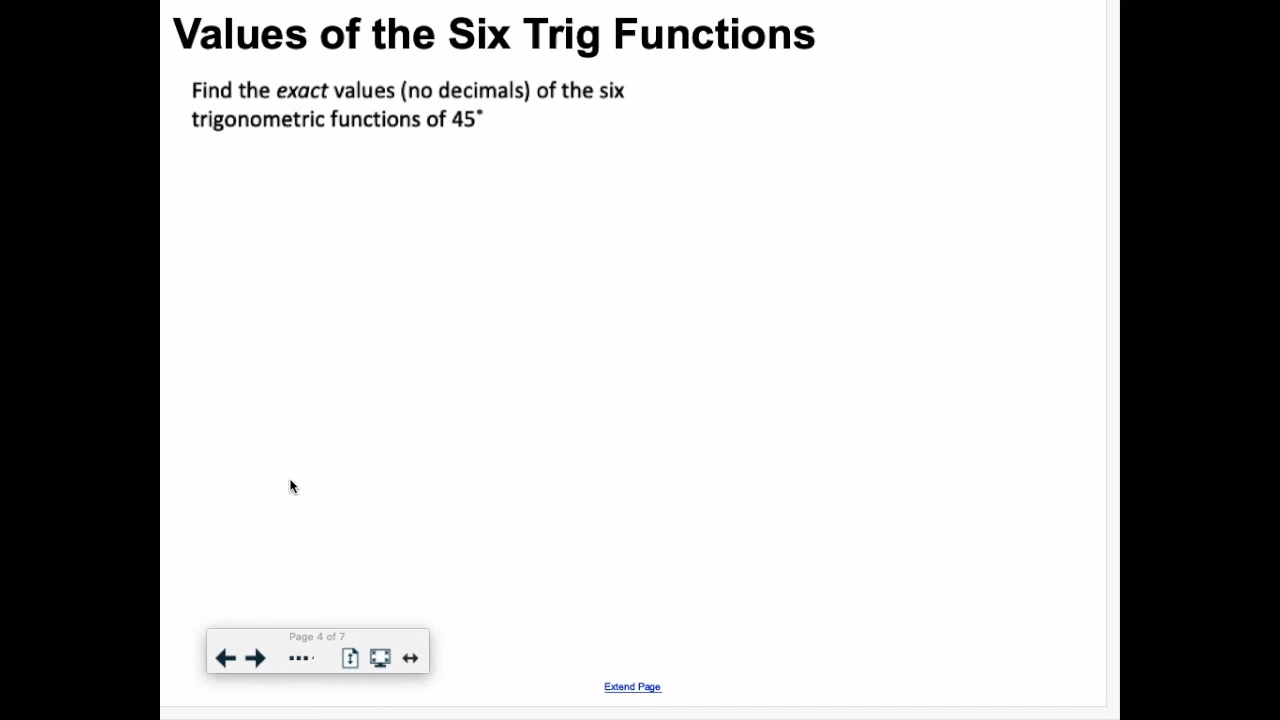 Values of the Six Trig Functions
Find the exact values (no decimals) of the six
trigonometric functions of 45˚
Page 4 of 7
Extend Page